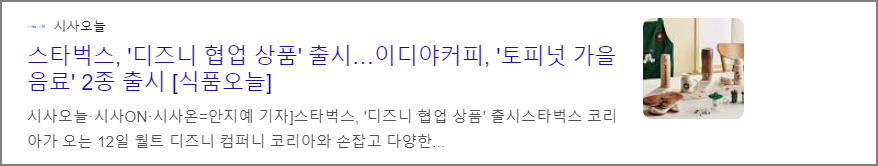 시사오늘
스타벅스, '디즈니 협업 상품' 출시…이디야커피, '토피넛 가을
음료' 2종 출시 [식품오늘]
시사오늘·시사ON·시사온=안지예 기자]스타벅스, '디즈니 협업 상품' 출시스타벅스 코리
아가 오는 12일 월트 디즈니 컴퍼니 코리아와 손잡고 다양한...